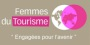 Femmes
du Tourisme
" Engagées pour l'avenir "